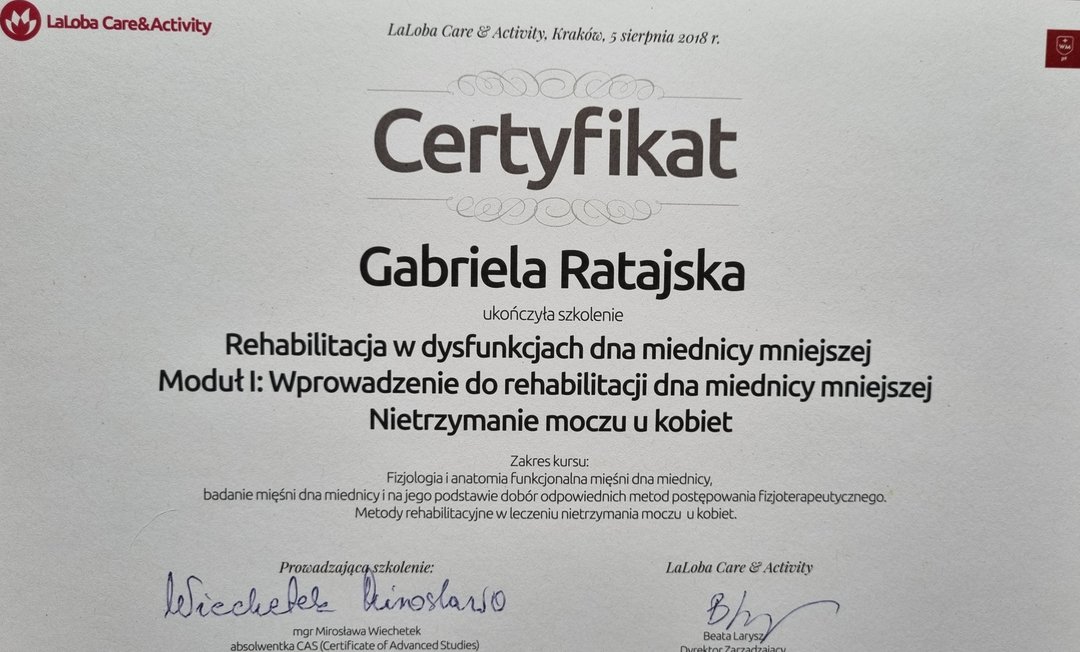 LaLoba Care&Activity
LaLoba Care & Activity, Kraków, 5 sierpnia 2018 r.
WM
Certyfikat
Gabriela Ratajska
ukończyła szkolenie
Rehabilitacja w dysfunkcjach dna miednicy mniejszej
Moduł I: Wprowadzenie do rehabilitacji dna miednicy mniejszej
Nietrzymanie moczu u kobiet
Zakres kursu:
Fizjologia i anatomia funkcjonalna mięśni dna miednicy,
badanie mięśni dna miednicy i na jego podstawie dobór odpowiednich metod postępowania fizjoterapeutycznego.
Metody rehabilitacyjne w leczeniu nietrzymania moczu u kobiet.
Prowadząca szkolenie:
LaLoba Care & Activity
Wiechetek Mirosława
mgr Mirosława Wiechetek
absolwentka CAS (Certificate of Advanced Studies)
Beata Larysz
Dyrektor Zarządzający